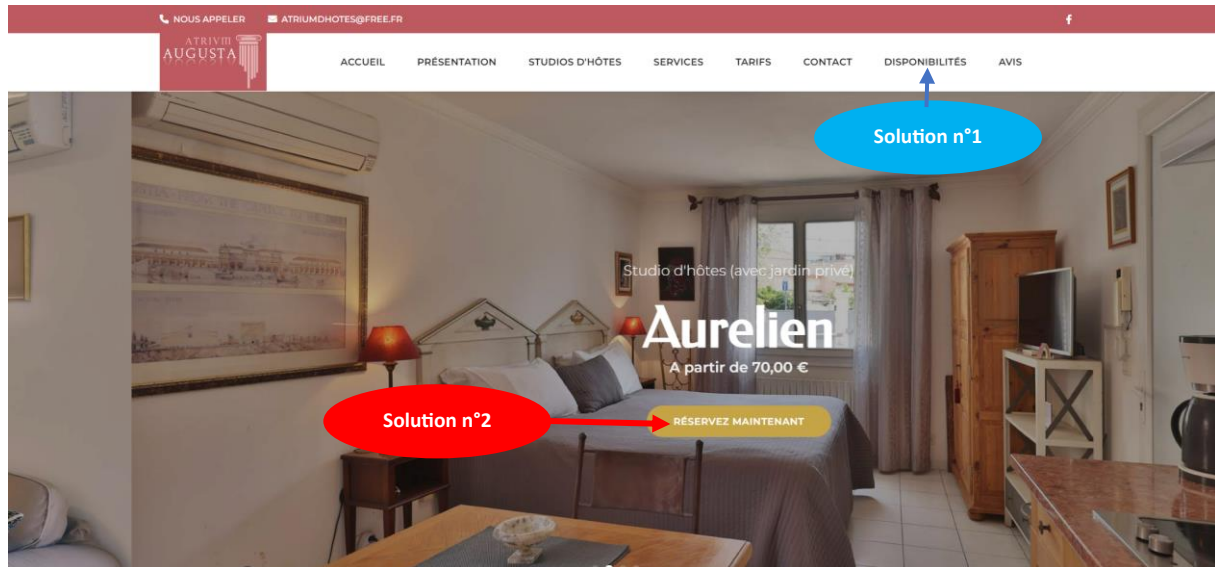 NOUS APPELER ATRIUMDHOTES@FREE.FR
ATRIVM
AUGUSTA
ACCUEIL PRÉSENTATION STUDIOS D'HÔTES SERVICES TARIFS CONTACT DISPONIBILITÉS AVIS
Solution n°1
Studio d'hôtes (avec jardin privé)
Aurelien
A partir de 70,00 €
Solution n°2
RÉSERVEZ MAINTENANT